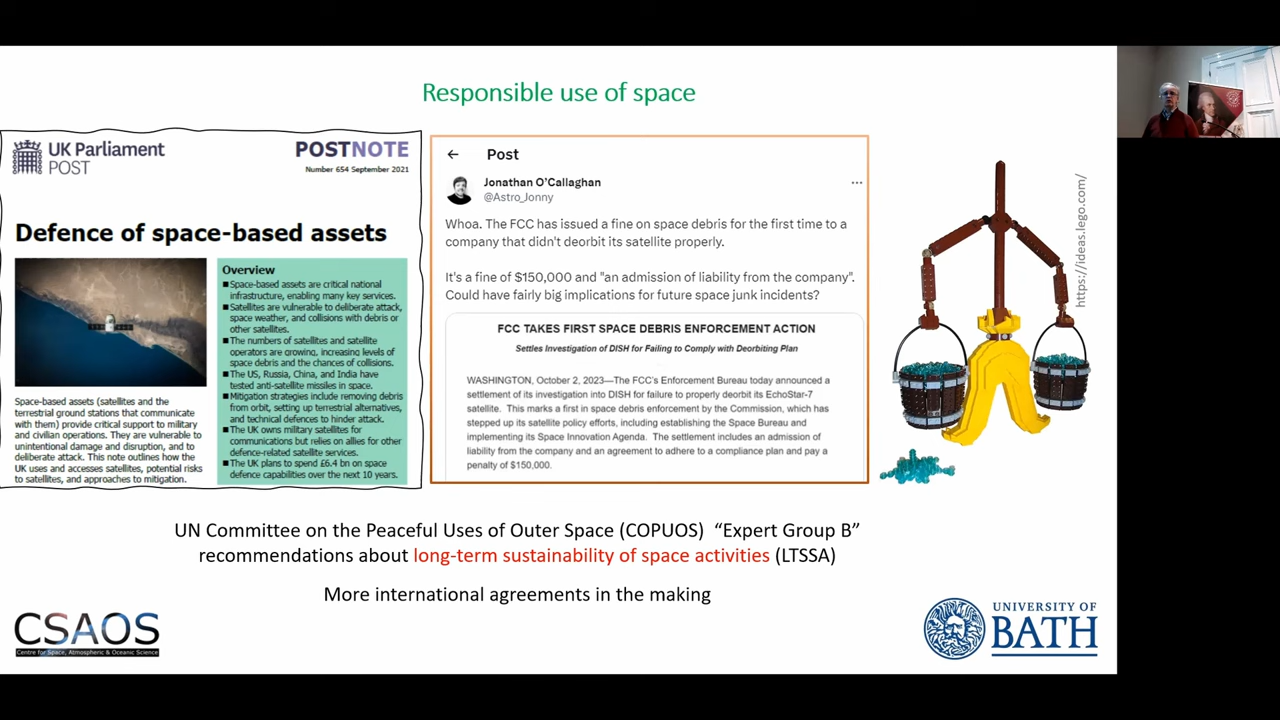 Responsible use of space
UK Parliament
POST
POSTNOTE
Number 654 September 2021
Defence of space-based assets
Space-based assets (satellites and the
terrestrial ground stations that communicate
with them) provide critical support to military
and civilian operations. They are vulnerable to
unintentional damage and disruption, and to
deliberate attack. This note outlines how the
UK uses and accesses satellites, potential risks
to satellites, and approaches to mitigation.
Overview
■ Space-based assets are critical national
infrastructure, enabling many key services.
■ Satellites are vulnerable to deliberate attack,
space weather, and collisions with debris or
other satellites.
■ The numbers of satellites and satellite
operators are growing, increasing levels of
space debris and the chances of collisions.
■ The US, Russia, China, and India have
tested anti-satellite missiles in space.
■ Mitigation strategies include removing debris
from orbit, setting up terrestrial alternatives,
and technical defences to hinder attack.
■ The UK owns military satellites for
communications but relies on allies for other
defence-related satellite services.
■ The UK plans to spend £6.4 bn on space
defence capabilities over the next 10 years.
← Post
Jonathan O'Callaghan
@Astro_Jonny
...
Whoa. The FCC has issued a fine on space debris for the first time to a
company that didn't deorbit its satellite properly.
It's a fine of $150,000 and "an admission of liability from the company".
Could have fairly big implications for future space junk incidents?
FCC TAKES FIRST SPACE DEBRIS ENFORCEMENT ACTION
Settles Investigation of DISH for Failing to Comply with Deorbiting Plan
WASHINGTON, October 2, 2023—The FCC's Enforcement Bureau today announced a
settlement of its investigation into DISH for failure to properly deorbit its EchoStar-7
satellite. This marks a first in space debris enforcement by the Commission, which has
stepped up its satellite policy efforts, including establishing the Space Bureau and
implementing its Space Innovation Agenda. The settlement includes an admission of
liability from the company and an agreement to adhere to a compliance plan and pay a
penalty of $150,000.
https://ideas.lego.com/
UN Committee on the Peaceful Uses of Outer Space (COPUOS) “Expert Group B”
recommendations about long-term sustainability of space activities (LTSSA)
More international agreements in the making
CSAOS
Centre for Space, Atmospheric & Oceanic Science
UNIVERSITY OF
BATH